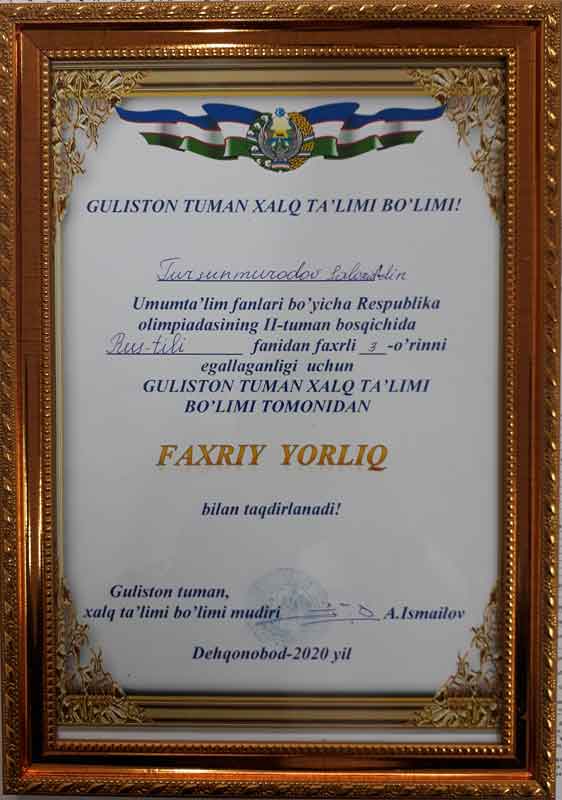 GULISTON TUMAN XALQ TA'LIMI BO'LIMI!
Tursunmurodov
Umumta'lim fanlari bo'yicha Respublika
olimpiadasining II-tuman bosqichida
Rus-tili fanidan faxrli 3 -o'rinni
egallaganligi uchun
GULISTON TUMAN XALQ TA'LIMI
BO'LIMI TOMONIDAN
FAXRIY YORLIQ
bilan taqdirlanadi!
Guliston tuman,
xalq ta'limi bo'limi mudiri A.Ismailov
Dehqonobod-2020 yil